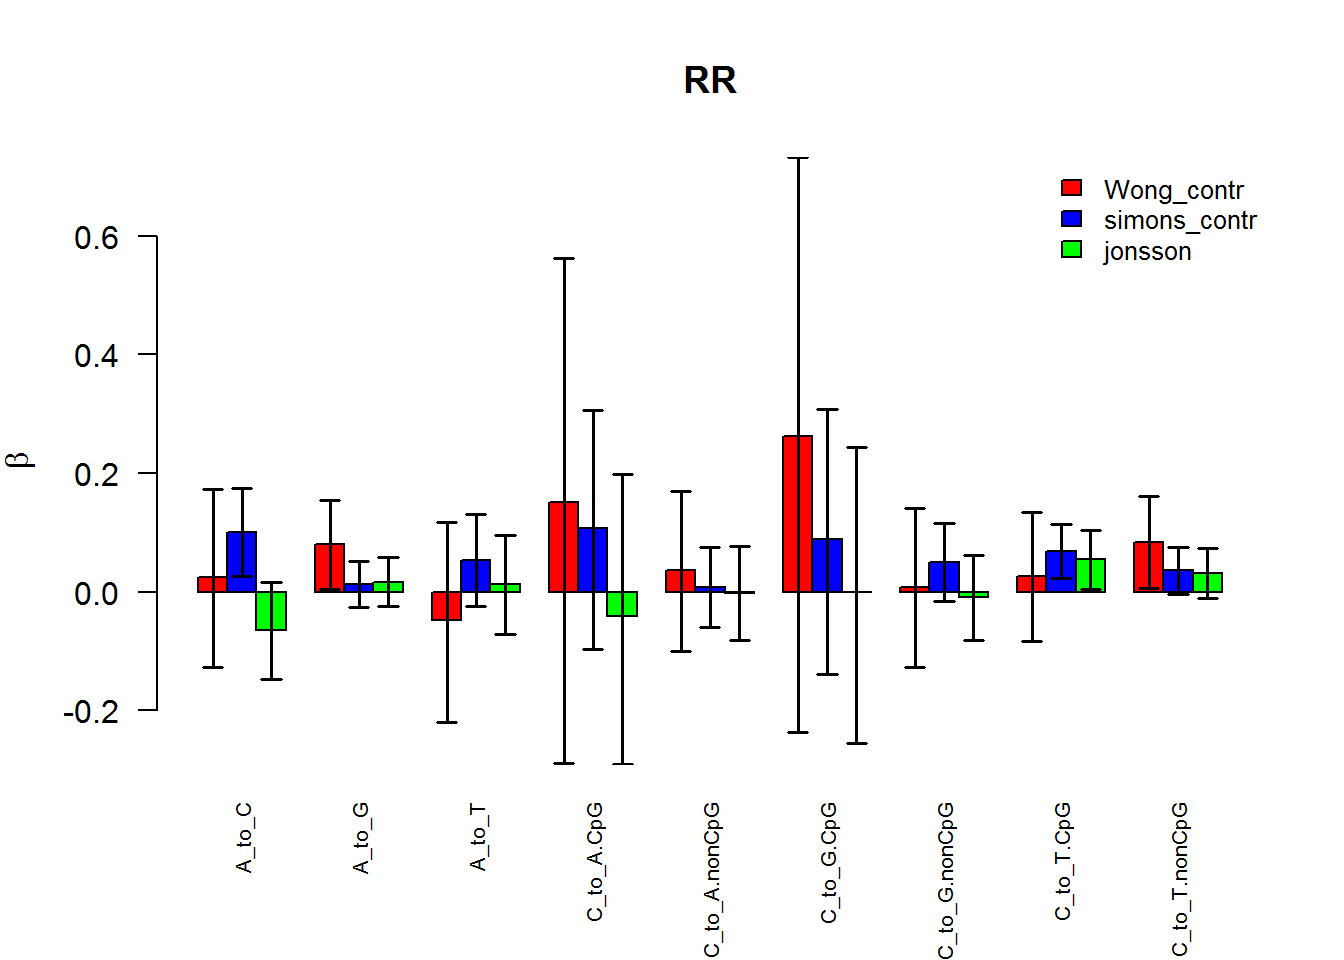 RR
Wong_contr
simons_contr
jonsson
β
0.6
0.4
0.2
0.0
-0.2
A_to_C
A_to_G
A_to_T
C_to_A.CpG
C_to_A.nonCpG
C_to_G.CpG
C_to_G.nonCpG
C_to_T.CpG
C_to_T.nonCpG